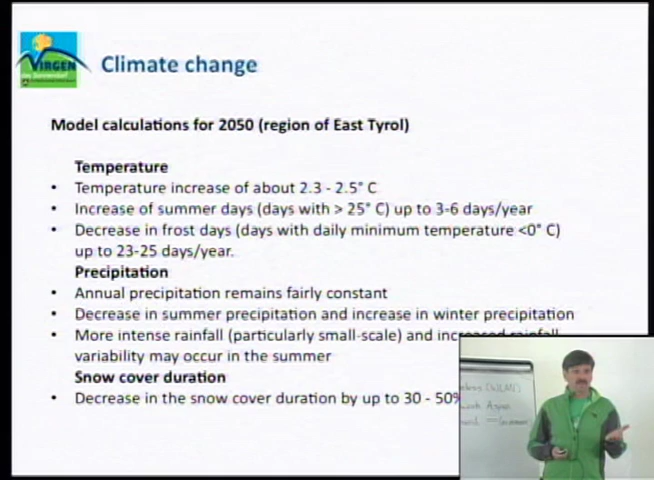 VIRGEN
Climate change
Model calculations for 2050 (region of East Tyrol)
Temperature
• Temperature increase of about 2.3 - 2.5° C
• Increase of summer days (days with > 25° C) up to 3-6 days/year
• Decrease in frost days (days with daily minimum temperature <0° C)
up to 23-25 days/year.
Precipitation
• Annual precipitation remains fairly constant
• Decrease in summer precipitation and increase in winter precipitation
• More intense rainfall (particularly small-scale) and increased rainfall
variability may occur in the summer
Snow cover duration
• Decrease in the snow cover duration by up to 30 - 50%